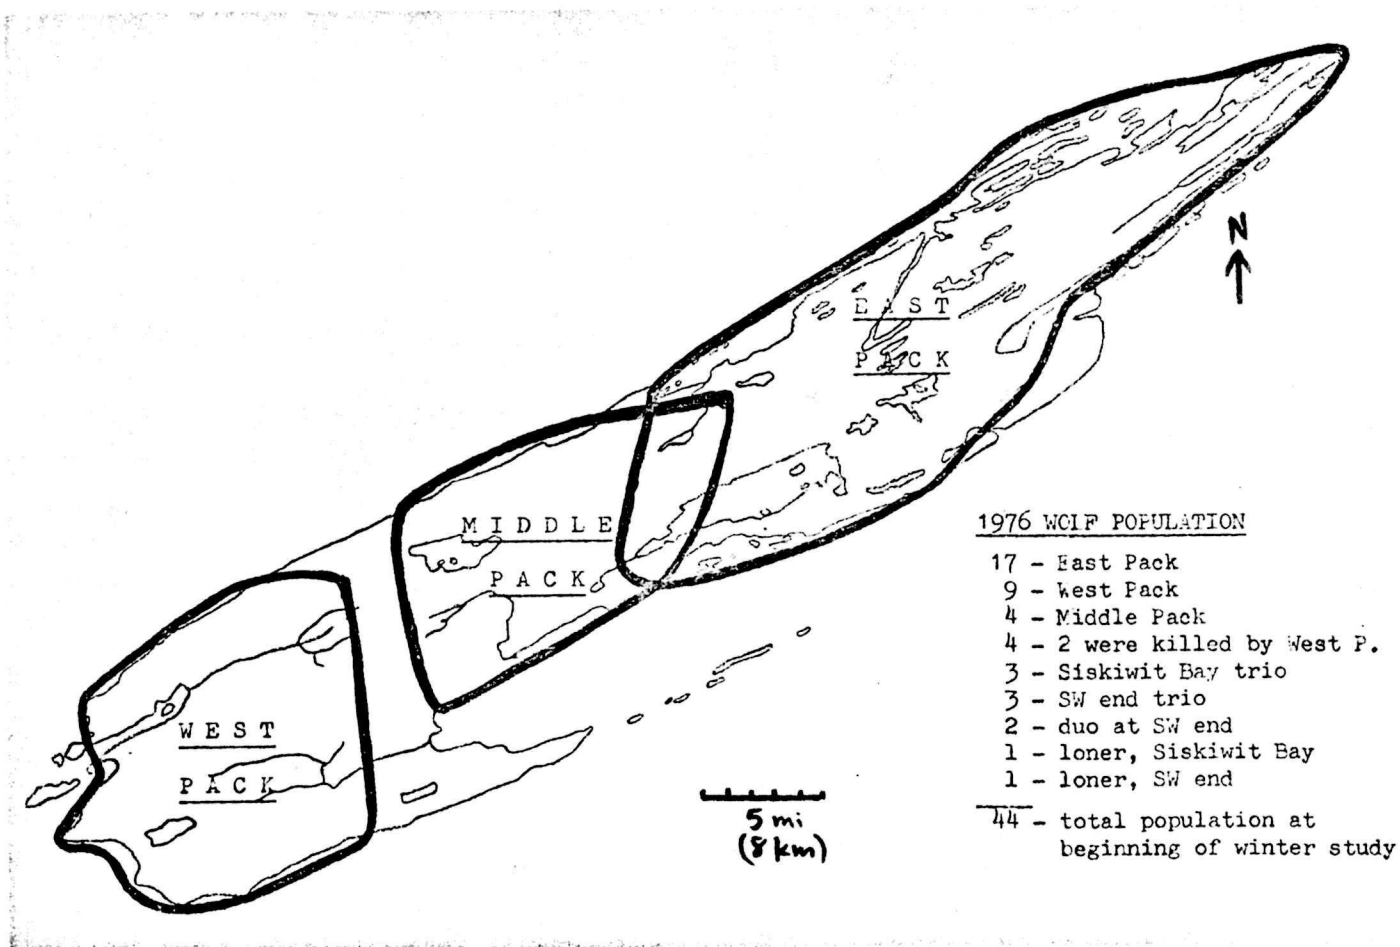 N
EAST
PACK
MIDDLE
PACK
WEST
PACK
5 mi
(8 km)
1976 WOLF POPULATION
17 - East Pack
9 - West Pack
4 - Middle Pack
4 - 2 were killed by West P.
3 - Siskiwit Bay trio
3 - SW end trio
2 - duo at SW end
1 - loner, Siskiwit Bay
1 - loner, SW end
44 - total population at
beginning of winter study